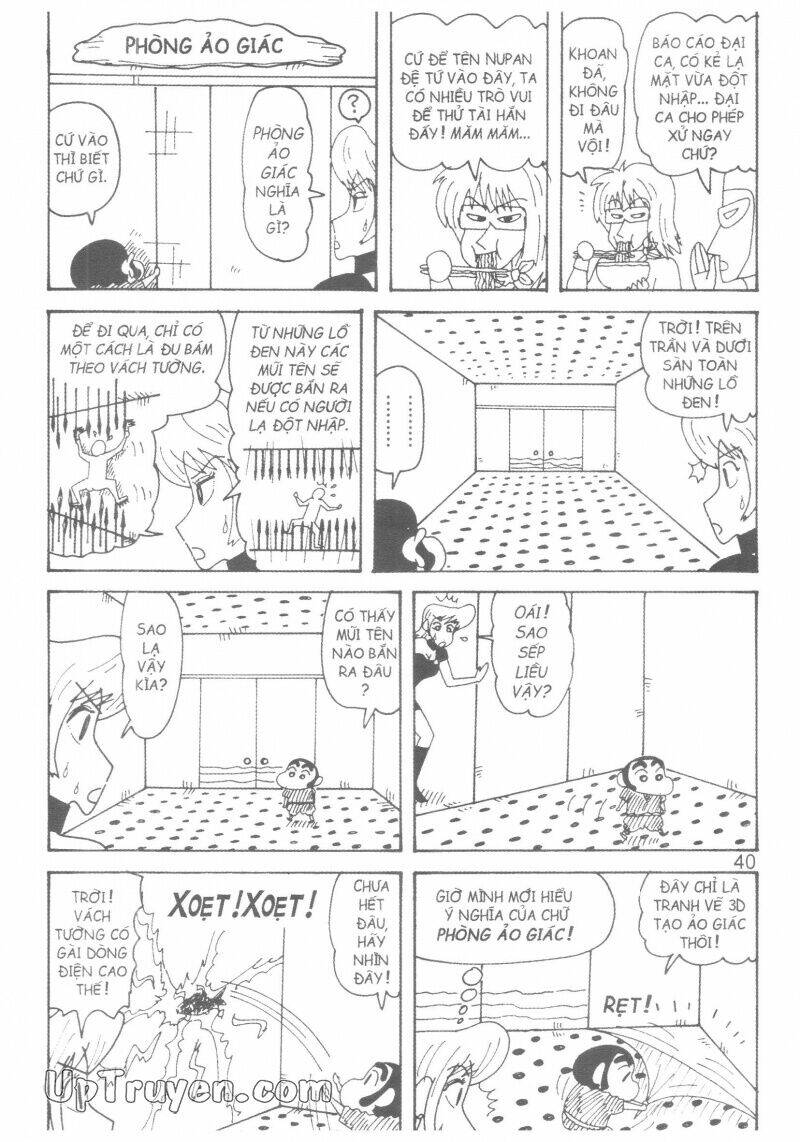 BÁO CÁO ĐẠI
CA, CÓ KẺ LẠ
MẶT VỪA ĐỘT
NHẬP... ĐẠI
CA CHO PHÉP
XỬ NGAY
CHỨ?
KHOAN
ĐÃ,
KHÔNG
ĐI ĐÂU
MÀ
VỘI!
CỨ ĐỂ TÊN NUPAN
ĐỆ TỨ VÀO ĐÂY, TA
CÓ NHIỀU TRÒ VUI
ĐỂ THỬ TÀI HẮN
ĐẤY! MĂM MĂM...
PHÒNG ẢO GIÁC
?
PHÒNG
ẢO
GIÁC
NGHĨA
LÀ
GÌ?
CỨ VÀO
THÌ BIẾT
CHỨ GÌ.
TRỜI! TRÊN
TRẦN VÀ DƯỚI
SÀN TOÀN
NHỮNG LỖ
ĐEN!
.........
TỪ NHỮNG LỖ
ĐEN NÀY CÁC
MŨI TÊN SẼ
ĐƯỢC BẮN RA
NẾU CÓ NGƯỜI
LẠ ĐỘT NHẬP.
ĐỂ ĐI QUA, CHỈ CÓ
MỘT CÁCH LÀ ĐU BÁM
THEO VÁCH TƯỜNG.
OÁI!
SAO
SẾP
LIỀU
VẬY?
CÓ THẤY
MŨI TÊN
NÀO BẮN
RA ĐÂU
?
SAO
LẠ
VẬY
KÌA?
40
ĐÂY CHỈ LÀ
TRANH VẼ 3D
TẠO ẢO GIÁC
THÔI!
GIỜ MÌNH MỚI HIỂU
Ý NGHĨA CỦA CHỮ
PHÒNG ẢO GIÁC!
RẸT!
CHƯA
HẾT
ĐÂU,
HÃY
NHÌN
ĐÂY!
XOẸT! XOẸT!
TRỜI!
VÁCH
TƯỜNG CÓ
GÀI DÒNG
ĐIỆN CAO
THẾ!
UpTruyen.com